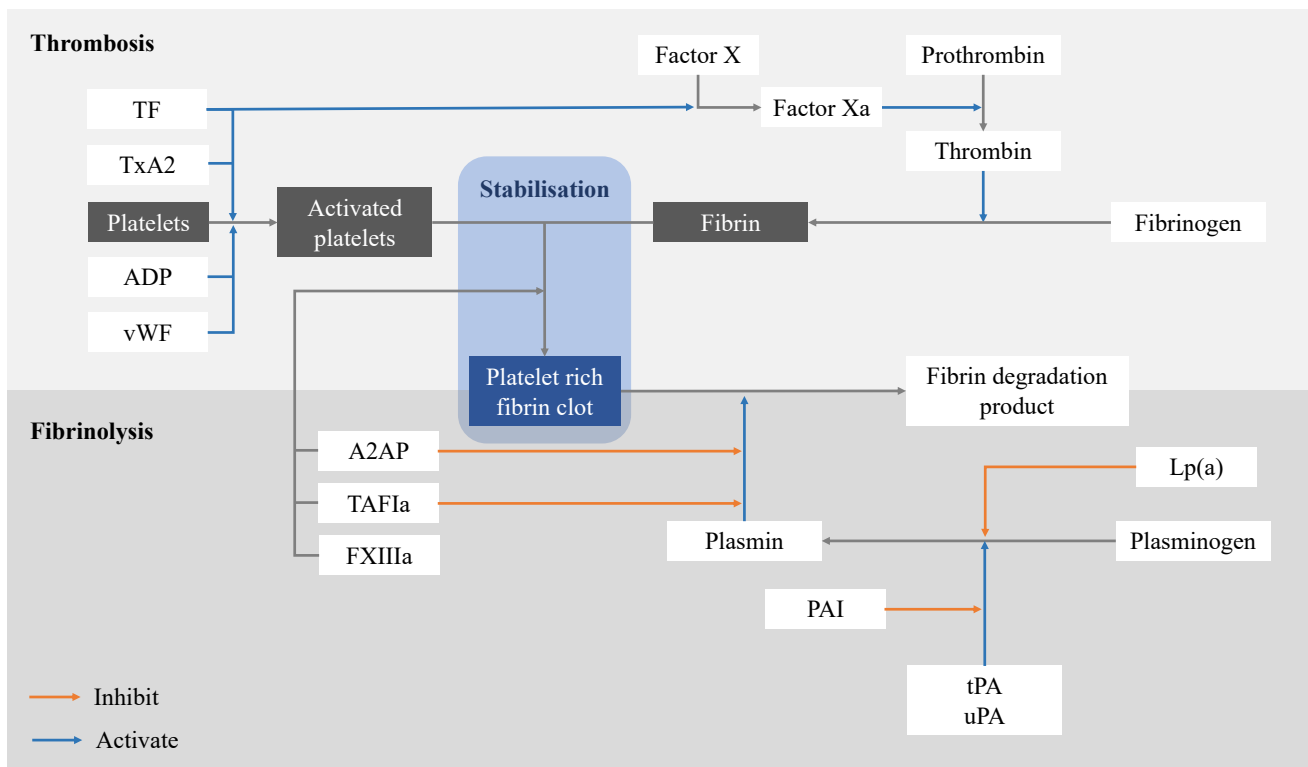 Thrombosis
Factor X
Prothrombin
TF
Factor Xa
TxA2
Thrombin
Stabilisation
Platelets
Activated
platelets
Fibrin
Fibrinogen
ADP
vWF
Platelet rich
fibrin clot
Fibrin degradation
product
Fibrinolysis
A2AP
Lp(a)
TAFIa
Plasmin
Plasminogen
FXIIIa
PAI
tPA
uPA
Inhibit
Activate